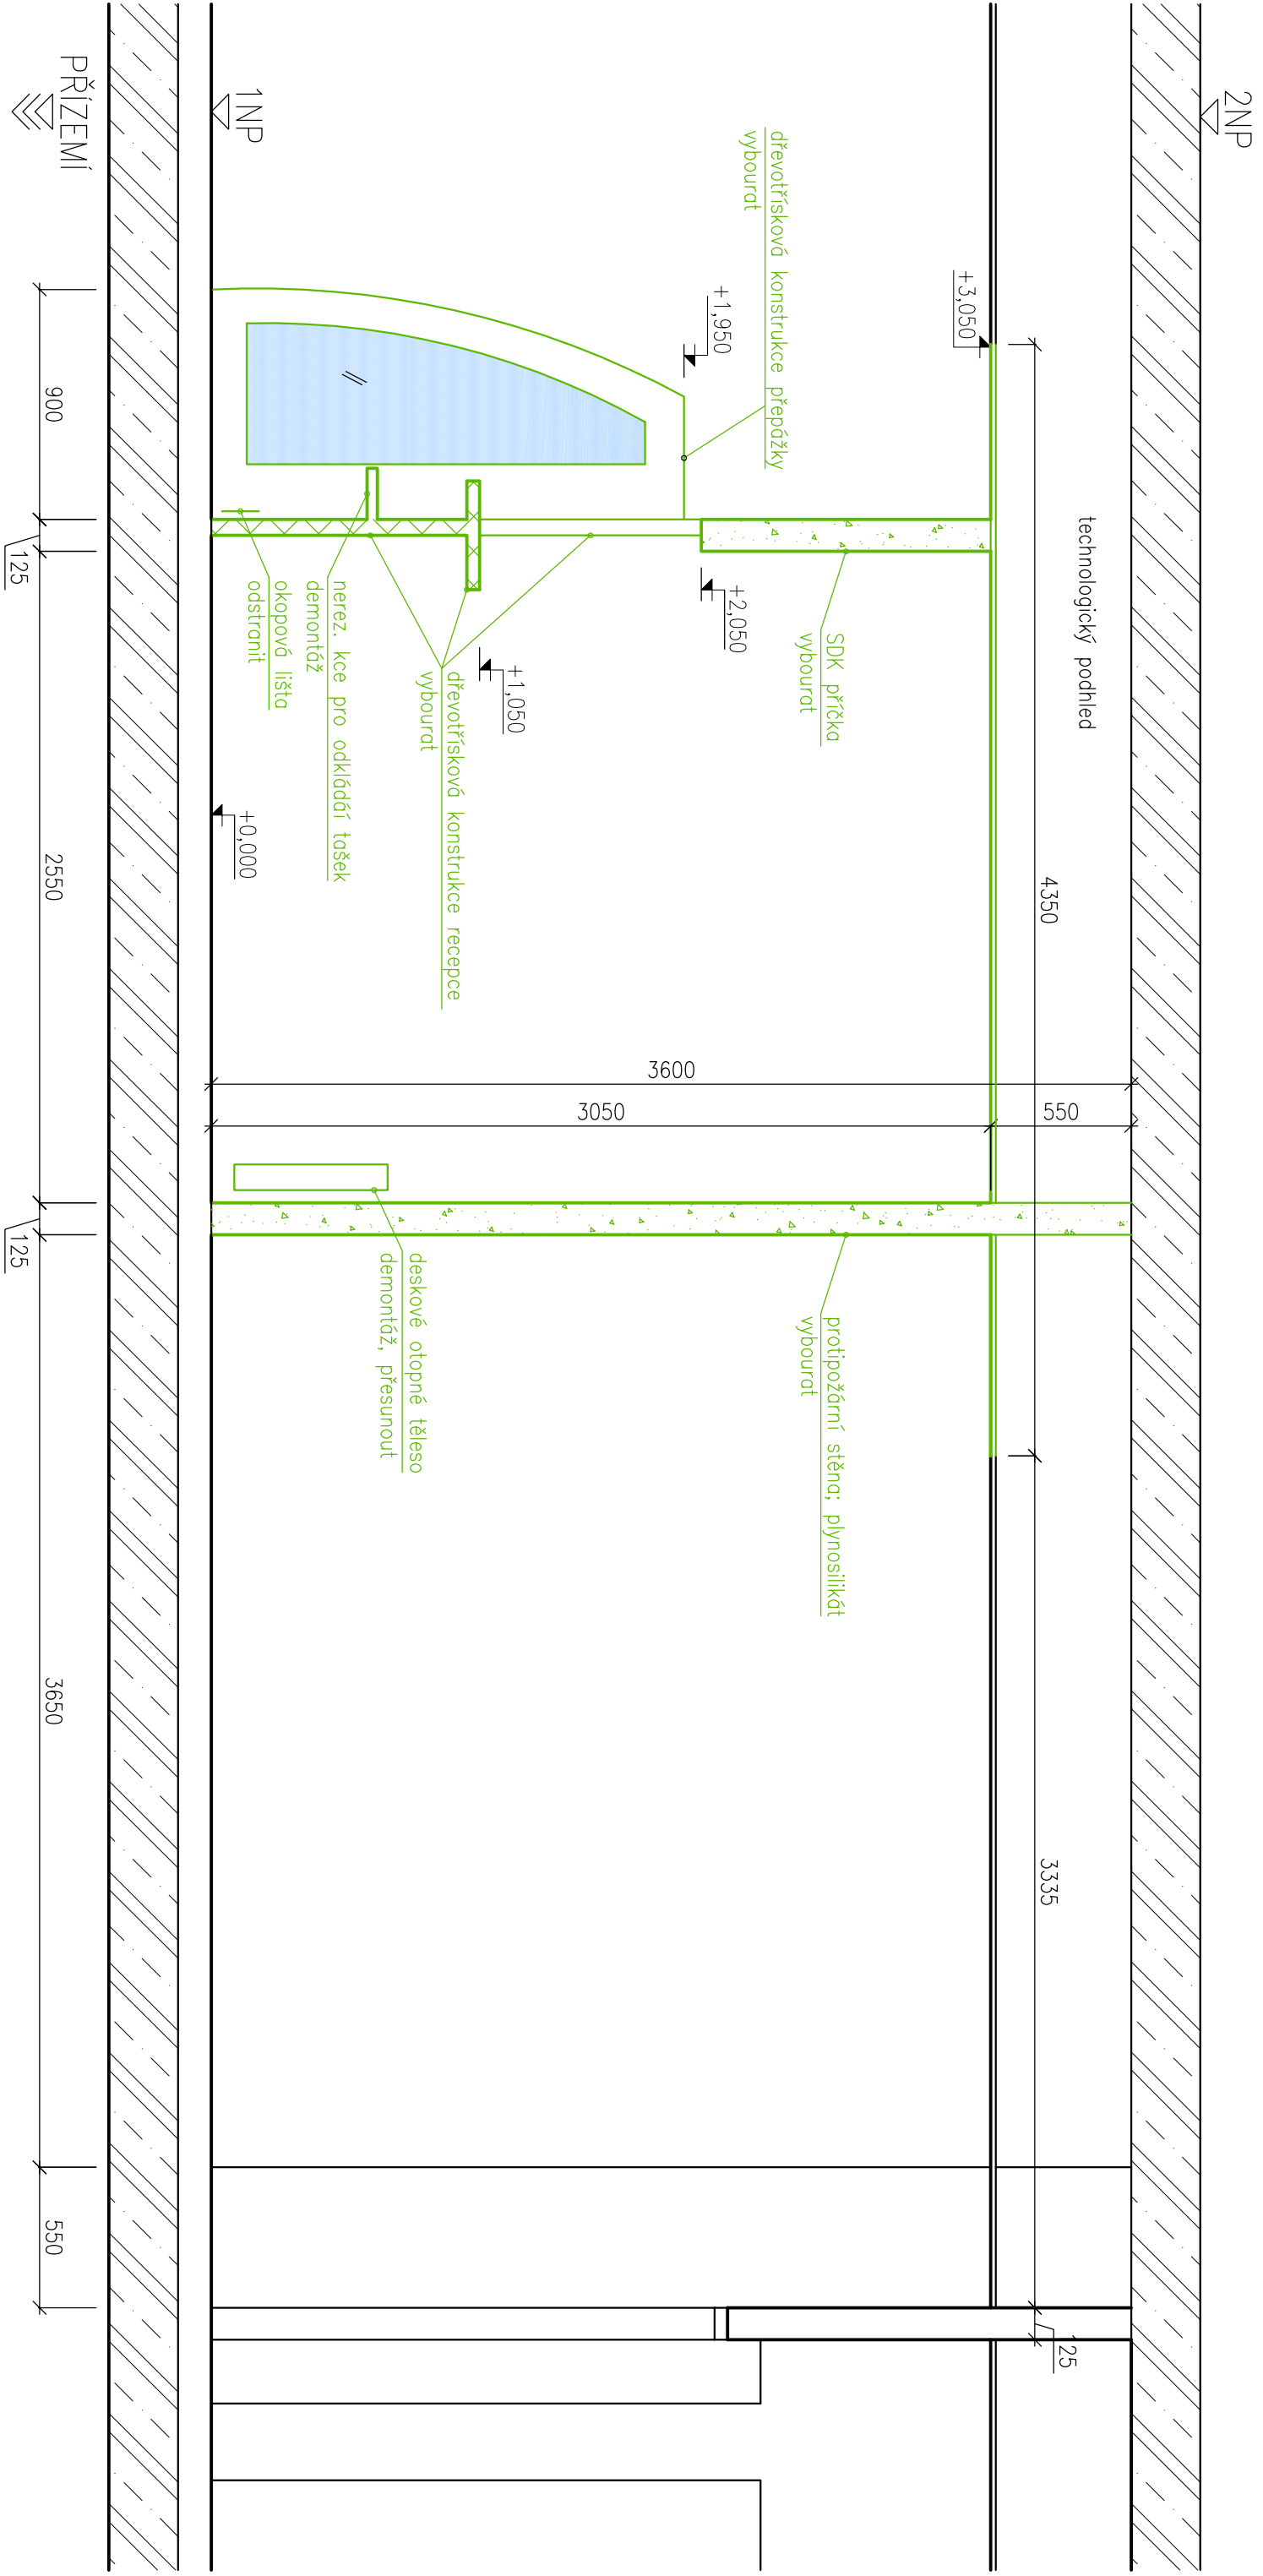 2NP
technologický podhled
4350
3335
125
+3,050
550
3600
3050
dřevotřísková konstrukce přepážky
vybourat
+1,950
SDK příčka
vybourat
+2,050
protipožární stěna; plynosilikát
vybourat
+1,050
dřevotřísková konstrukce recepce
vybourat
deskové otopné těleso
demontáž, přesunout
nerez. kce pro odkládáí tašek
demontáž
okopová lišta
odstranit
+0,000
1NP
PŘÍZEMÍ
900
125
2550
125
3650
550